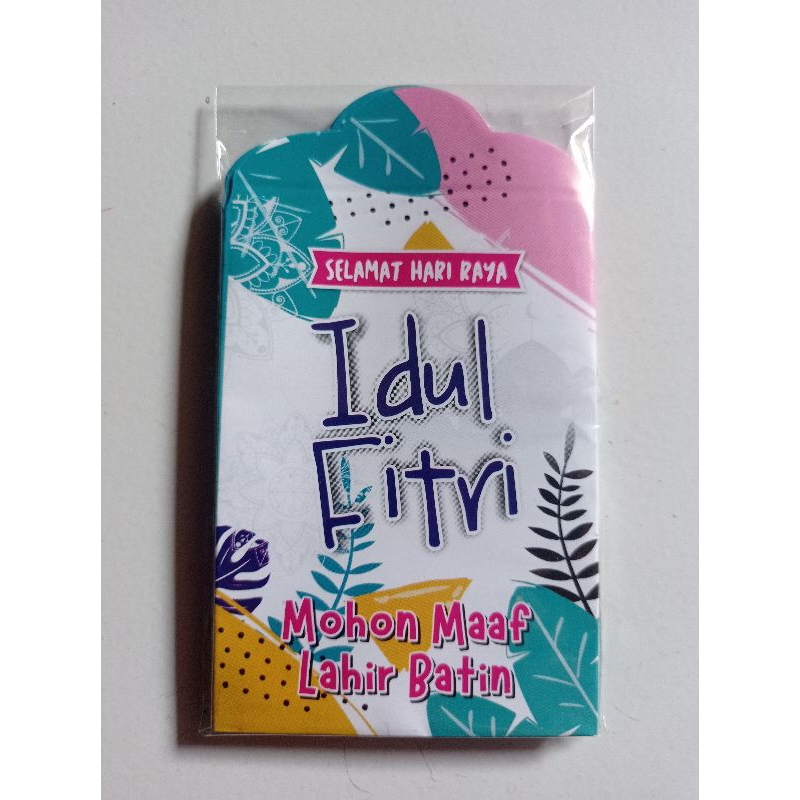 SELAMAT HARI RAYA
Idul
Fitri
Mohon Maaf
Lahir Batin